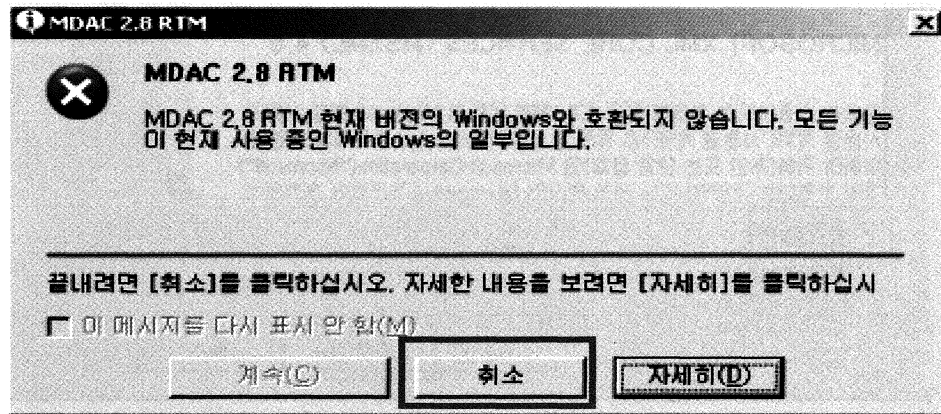 MDAC 2.8 RTM
MDAC 2.8 RTM
MDAC 2.8 RTM 현재 버전의 Windows와 호환되지 않습니다. 모든 기능
이 현재 사용 중인 Windows의 일부입니다.
끝내려면 [취소]를 클릭하십시오. 자세한 내용을 보려면 [자세히]를 클릭하십시
이 메시지를 다시 표시 안 함(M)
계속(C) 취소 자세히(D)